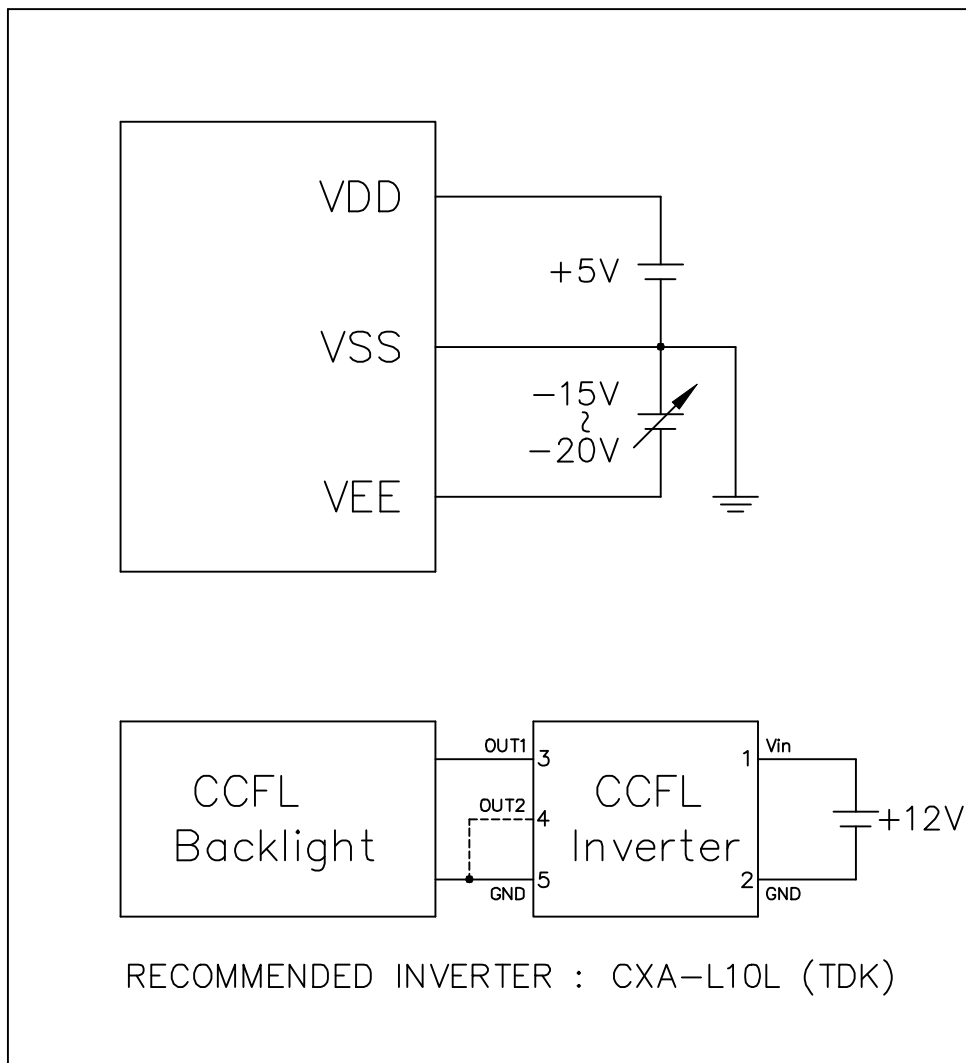 VDD
+5V
VSS
-15V
~
-20V
VEE
OUT1
3
1
Vin
CCFL
Backlight
OUT2
4
CCFL
Inverter
+12V
GND
5
2
GND
RECOMMENDED INVERTER : CXA-L10L (TDK)